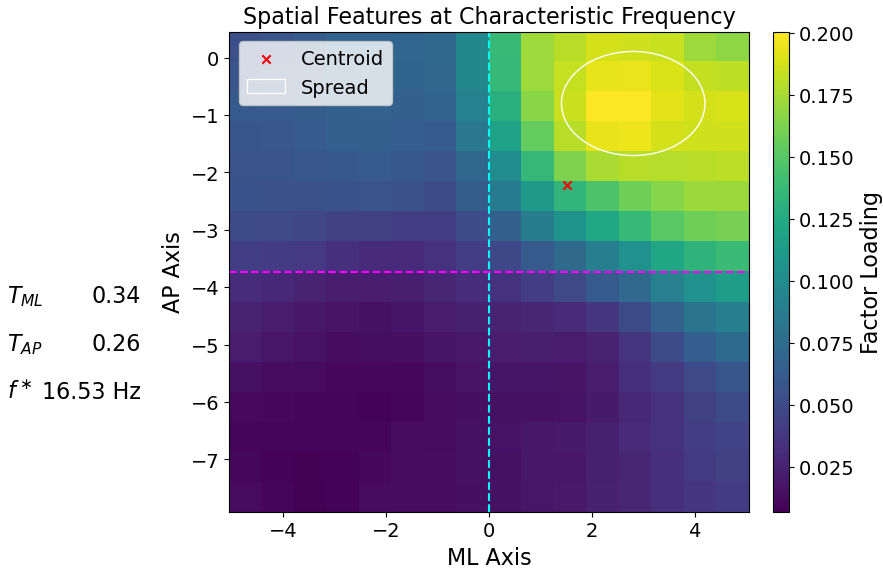 Spatial Features at Characteristic Frequency
Centroid
Spread
0
−1
−2
−3
−4
−5
−6
−7
AP Axis
−4
−2
0
2
4
ML Axis
T_ML 0.34
T_AP 0.26
f* 16.53 Hz
0.200
0.175
0.150
0.125
0.100
0.075
0.050
0.025
Factor Loading